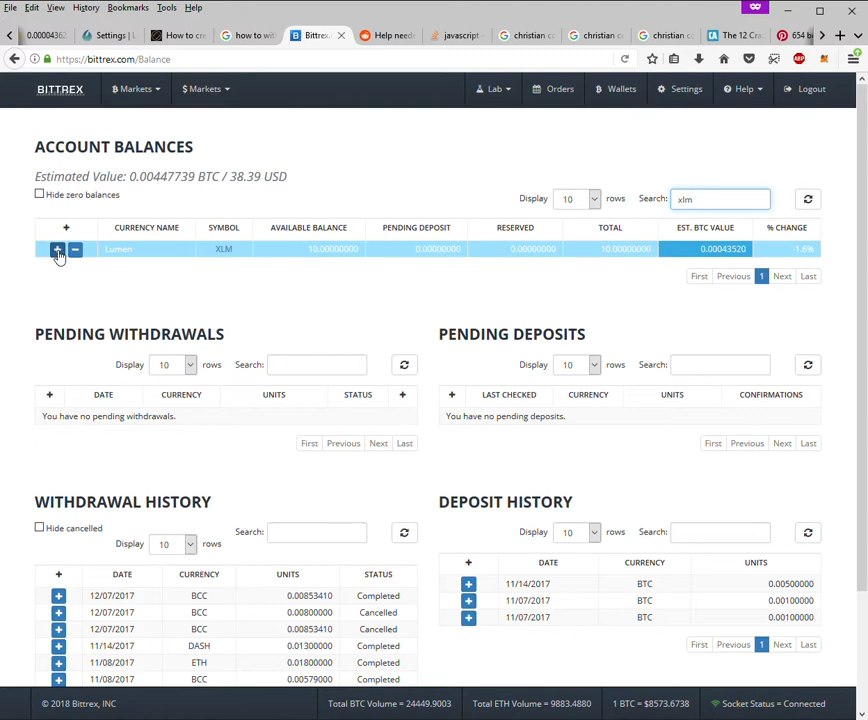 File Edit View History Bookmarks Tools Help
0.0004362 Settings | L How to cre how to wit Bittrex. Help neede javascript - christian co christian co christian co The 12 Cra 654 b
https://bittrex.com/Balance
BITTREX B Markets $ Markets Lab Orders B Wallets Settings Help Logout
ACCOUNT BALANCES
Estimated Value: 0.00447739 BTC / 38.39 USD
Hide zero balances Display 10 rows Search: xlm
+ CURRENCY NAME SYMBOL AVAILABLE BALANCE PENDING DEPOSIT RESERVED TOTAL EST. BTC VALUE % CHANGE
+ - Lumen XLM 10.00000000 0.00000000 0.00000000 10.00000000 0.00043520 -1.6%
First Previous 1 Next Last
PENDING WITHDRAWALS
Display 10 rows Search:
+ DATE CURRENCY UNITS STATUS +
You have no pending withdrawals.
First Previous Next Last
PENDING DEPOSITS
Display 10 rows Search:
+ LAST CHECKED CURRENCY UNITS CONFIRMATIONS
You have no pending deposits.
First Previous Next Last
WITHDRAWAL HISTORY
Hide cancelled
Display 10 rows Search:
+ DATE CURRENCY UNITS STATUS
+ 12/07/2017 BCC 0.00853410 Completed
+ 12/07/2017 BCC 0.00800000 Cancelled
+ 12/07/2017 BCC 0.00853410 Cancelled
+ 11/14/2017 DASH 0.01300000 Completed
+ 11/08/2017 ETH 0.01800000 Completed
+ 11/08/2017 BCC 0.00579000 Completed
DEPOSIT HISTORY
Display 10 rows Search:
+ DATE CURRENCY UNITS
+ 11/14/2017 BTC 0.00500000
+ 11/07/2017 BTC 0.00100000
+ 11/07/2017 BTC 0.00100000
First Previous 1 Next Last
© 2018 Bittrex, INC Total BTC Volume = 24449.9003 Total ETH Volume = 9883.4880 1 BTC = $8573.6738 Socket Status = Connected